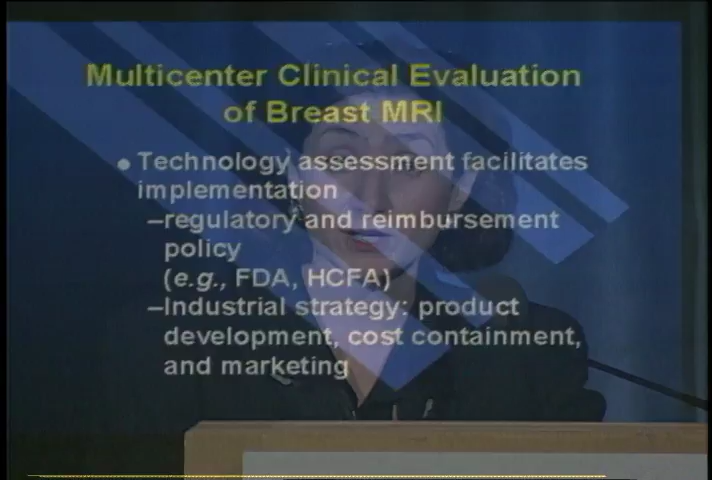 Multicenter Clinical Evaluation
of Breast MRI
● Technology assessment facilitates
implementation
–regulatory and reimbursement
policy
(e.g., FDA, HCFA)
–Industrial strategy: product
development, cost containment,
and marketing